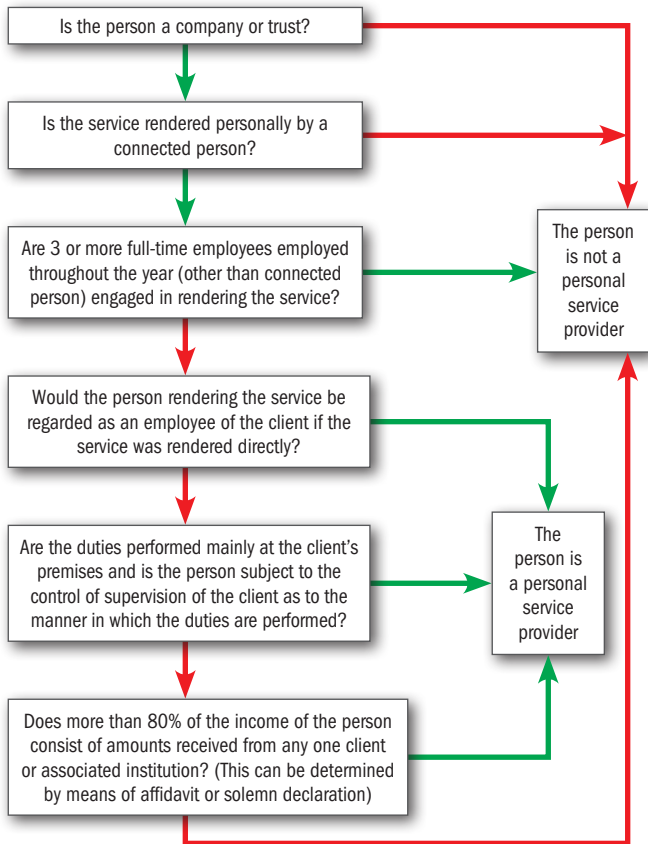 Is the person a company or trust?
Is the service rendered personally by a
connected person?
Are 3 or more full-time employees employed
throughout the year (other than connected
person) engaged in rendering the service?
The person
is not a
personal
service
provider
Would the person rendering the service be
regarded as an employee of the client if the
service was rendered directly?
Are the duties performed mainly at the client’s
premises and is the person subject to the
control of supervision of the client as to the
manner in which the duties are performed?
The
person is
a personal
service
provider
Does more than 80% of the income of the person
consist of amounts received from any one client
or associated institution? (This can be determined
by means of affidavit or solemn declaration)